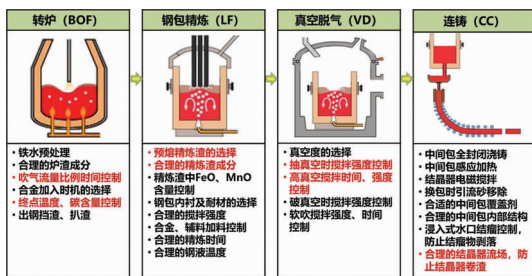 转炉（BOF）
• 铁水预处理
• 合理的炉渣成分
• 吹气流量比例时间控制
• 合金加入时机的选择
• 终点温度、碳含量控制
• 出钢挡渣、扒渣
钢包精炼（LF）
• 预熔精炼渣的选择
• 合理的精炼渣成分
• 精炼渣中FeO、MnO
含量控制
• 钢包内衬及耐材的选择
• 合理的搅拌强度
• 合金、辅料加料控制
• 合理的精炼时间
• 合理的钢液温度
真空脱气（VD）
• 真空度的选择
• 抽真空时搅拌强度控制
• 高真空搅拌时间、强度
控制
• 破真空时搅拌强度控制
• 软吹搅拌强度、时间
控制
连铸（CC）
• 中间包全封闭浇铸
• 中间包感应加热
• 结晶器电磁搅拌
• 换包时引流砂移除
• 合适的中间包覆盖剂
• 合理的中间包内部结构
• 浸入式水口结瘤控制，
防止结瘤物剥落
• 合理的结晶器流场，防
止结晶器卷渣